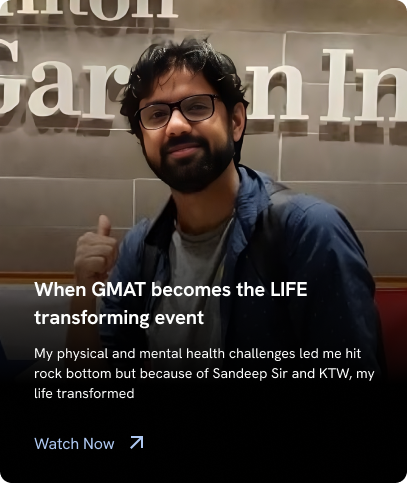 Gar n In
When GMAT becomes the LIFE
transforming event
My physical and mental health challenges led me hit
rock bottom but because of Sandeep Sir and KTW, my
life transformed
Watch Now